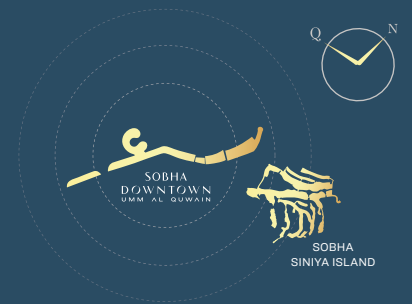 Q
N
SOBHA
DOWNTOWN
UMM AL QUWAIN
SOBHA
SINIYA ISLAND